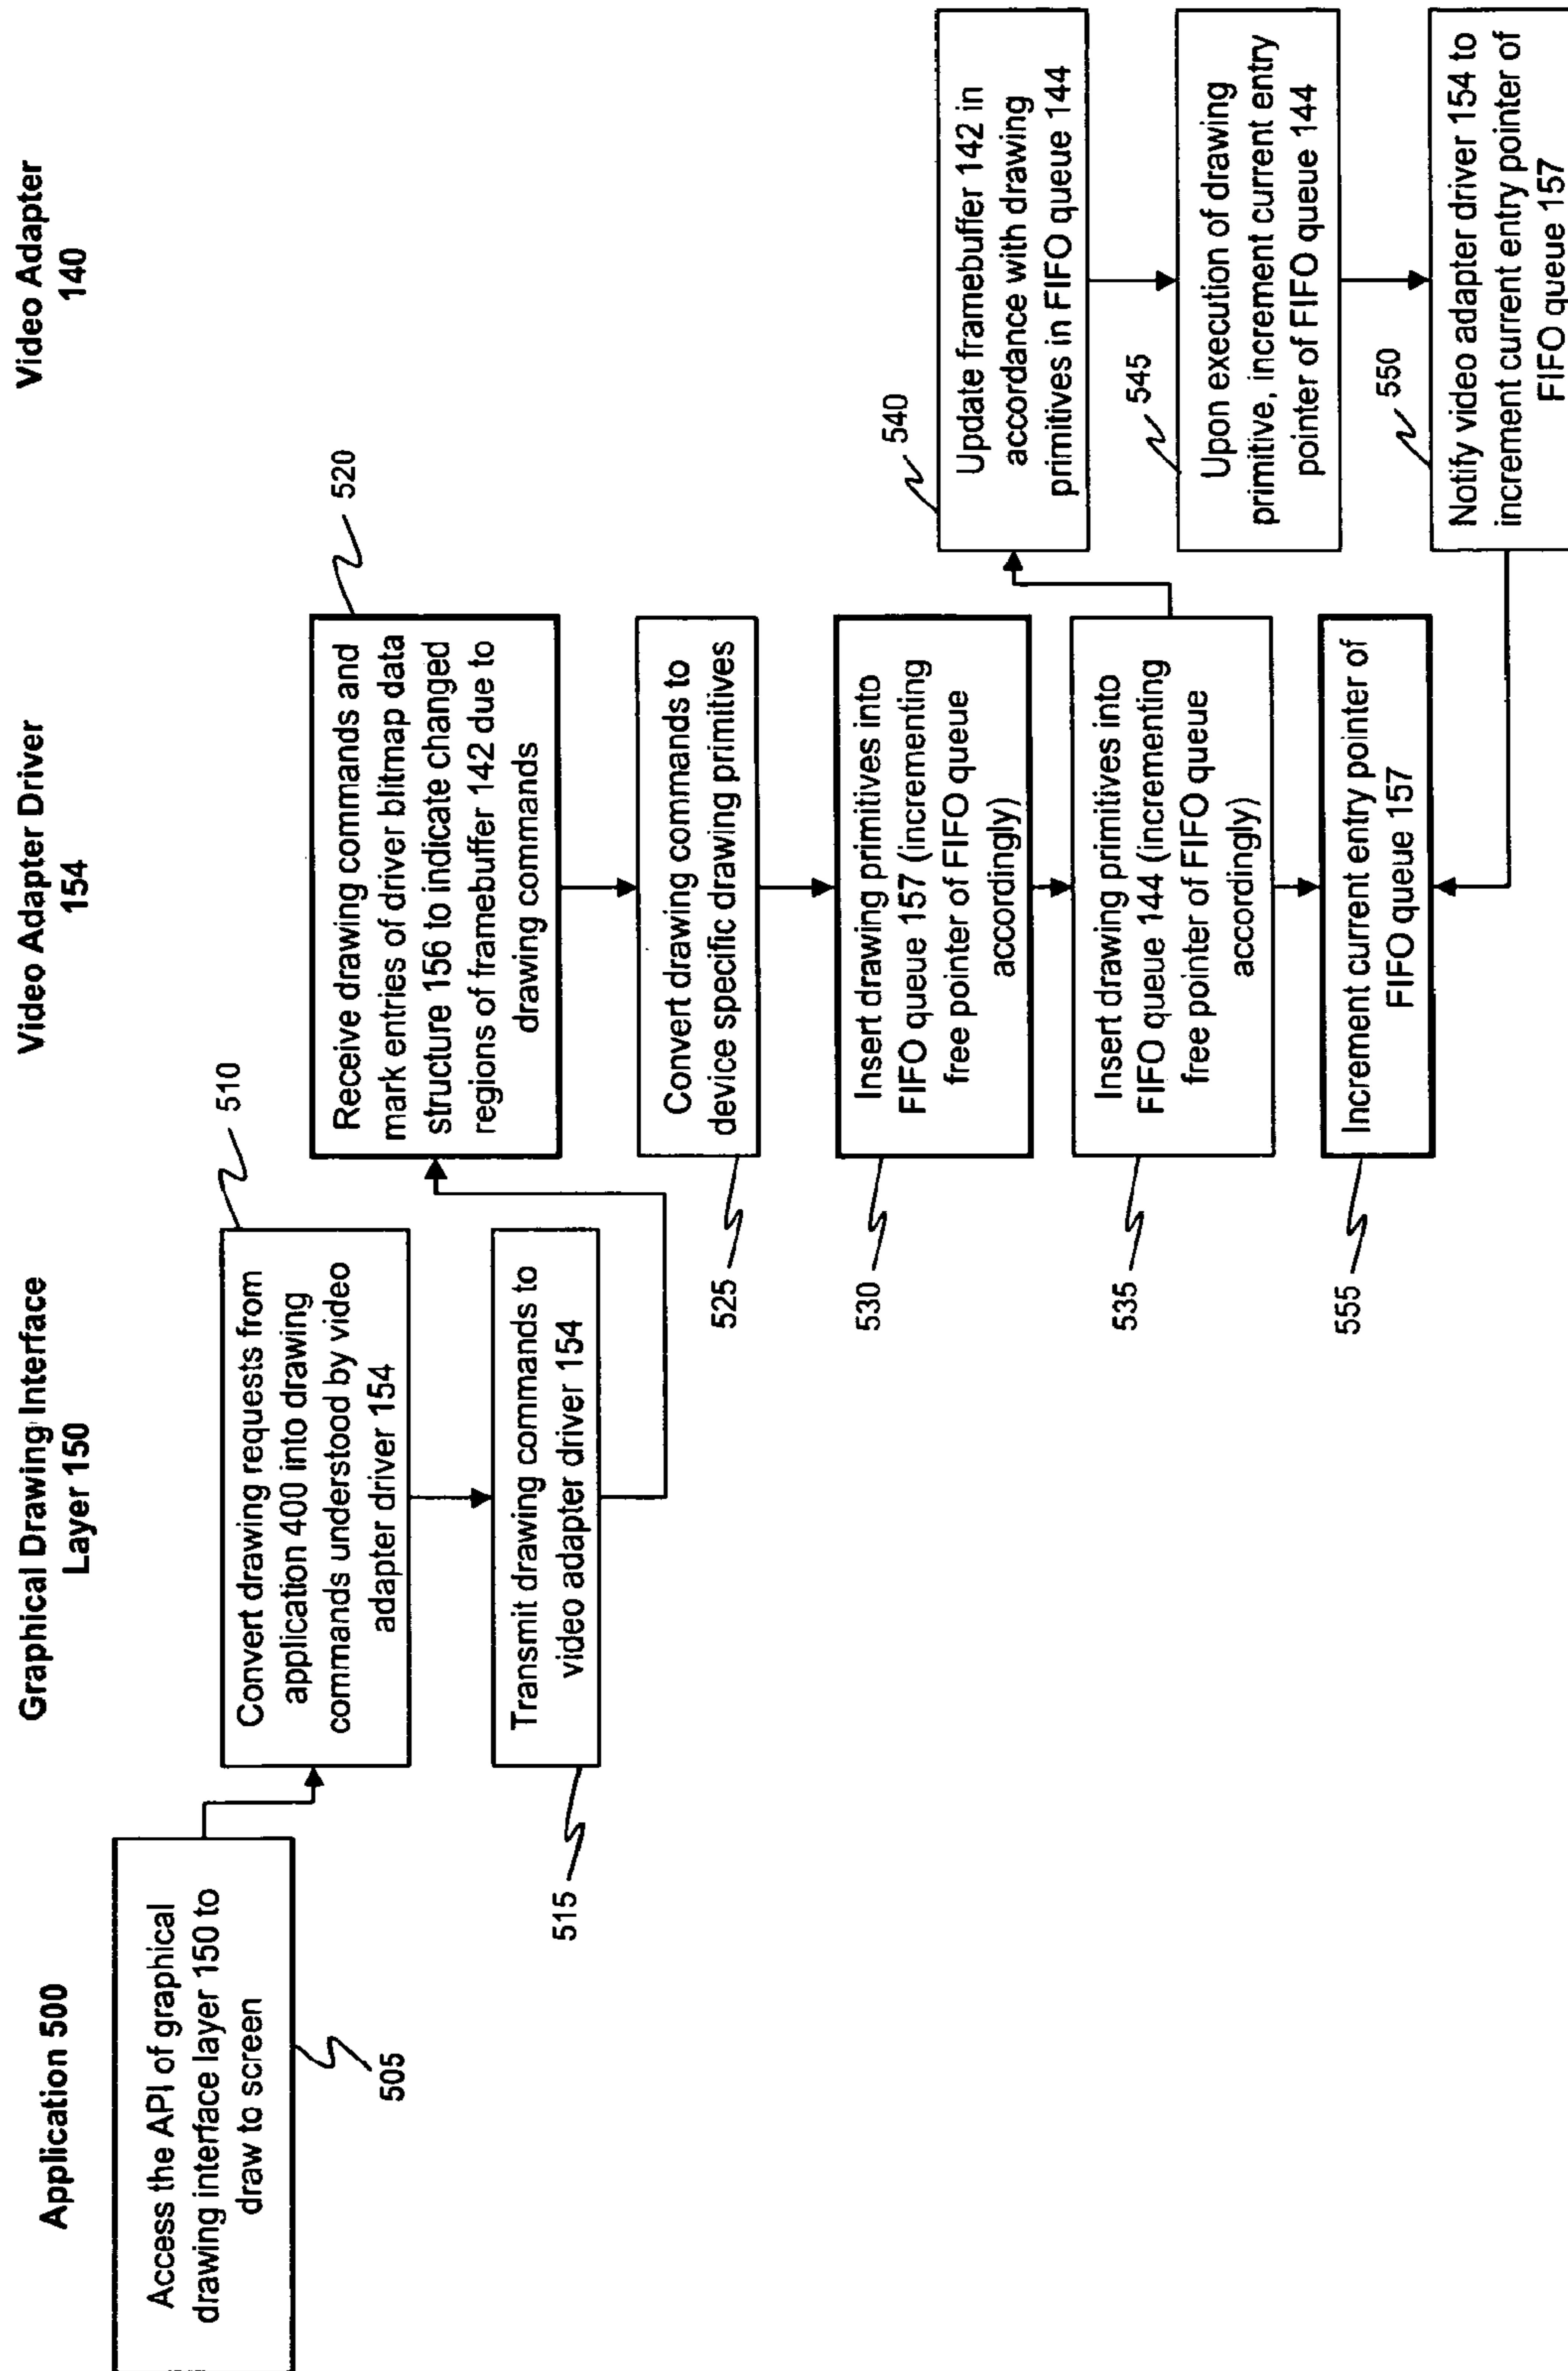 Application 500
Access the API of graphical
drawing interface layer 150 to
draw to screen
505
Graphical Drawing Interface
Layer 150
510
Convert drawing requests from
application 400 into drawing
commands understood by video
adapter driver 154
Transmit drawing commands to
video adapter driver 154
515
Video Adapter Driver
154
520
Receive drawing commands and
mark entries of driver blitmap data
structure 156 to indicate changed
regions of framebuffer 142 due to
drawing commands
Convert drawing commands to
device specific drawing primitives
525
Insert drawing primitives into
FIFO queue 157 (incrementing
free pointer of FIFO queue
accordingly)
530
Insert drawing primitives into
FIFO queue 144 (incrementing
free pointer of FIFO queue
accordingly)
535
Increment current entry pointer of
FIFO queue 157
555
Video Adapter
140
540
Update framebuffer 142 in
accordance with drawing
primitives in FIFO queue 144
545
Upon execution of drawing
primitive, increment current entry
pointer of FIFO queue 144
550
Notify video adapter driver 154 to
increment current entry pointer of
FIFO queue 157